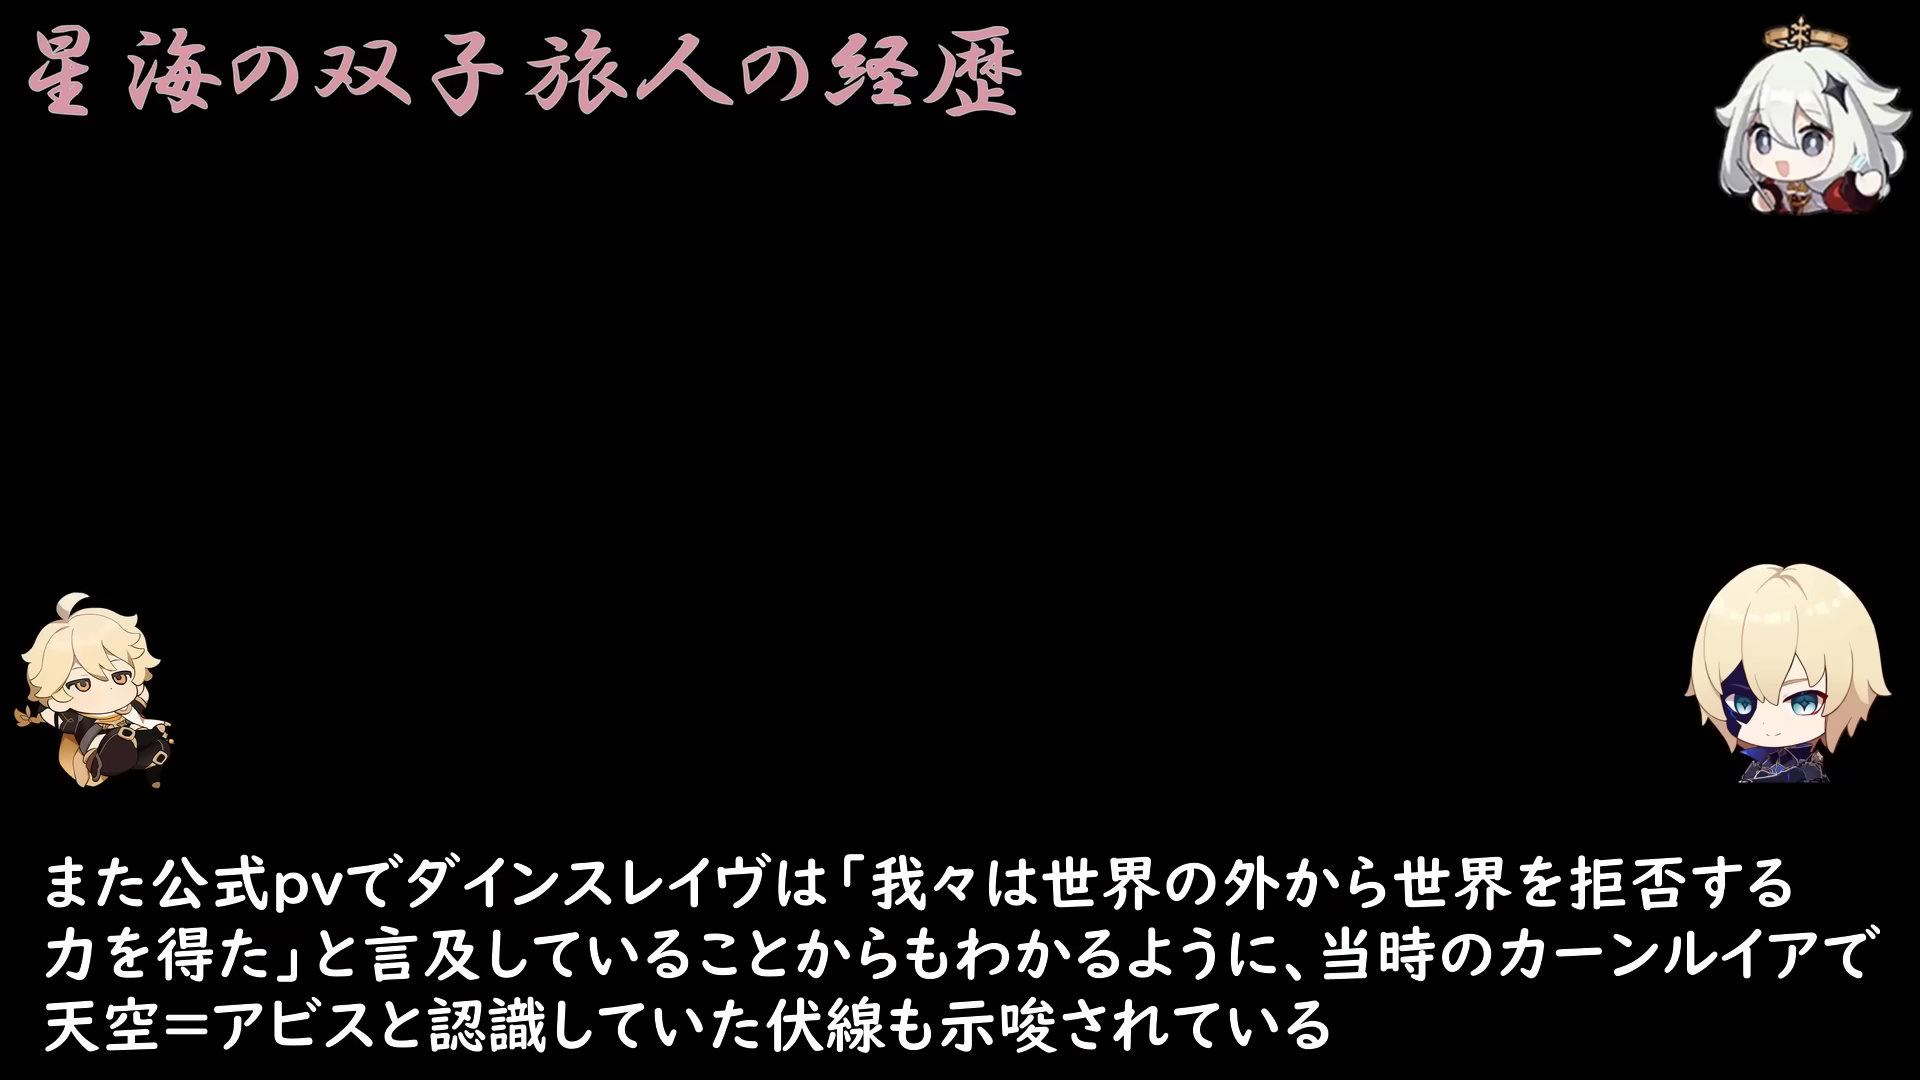 星海の双子旅人の経歴
また公式pvでダインスレイヴは「我々は世界の外から世界を拒否する
力を得た」と言及していることからもわかるように、当時のカーンルイアで
天空＝アビスと認識していた伏線も示唆されている